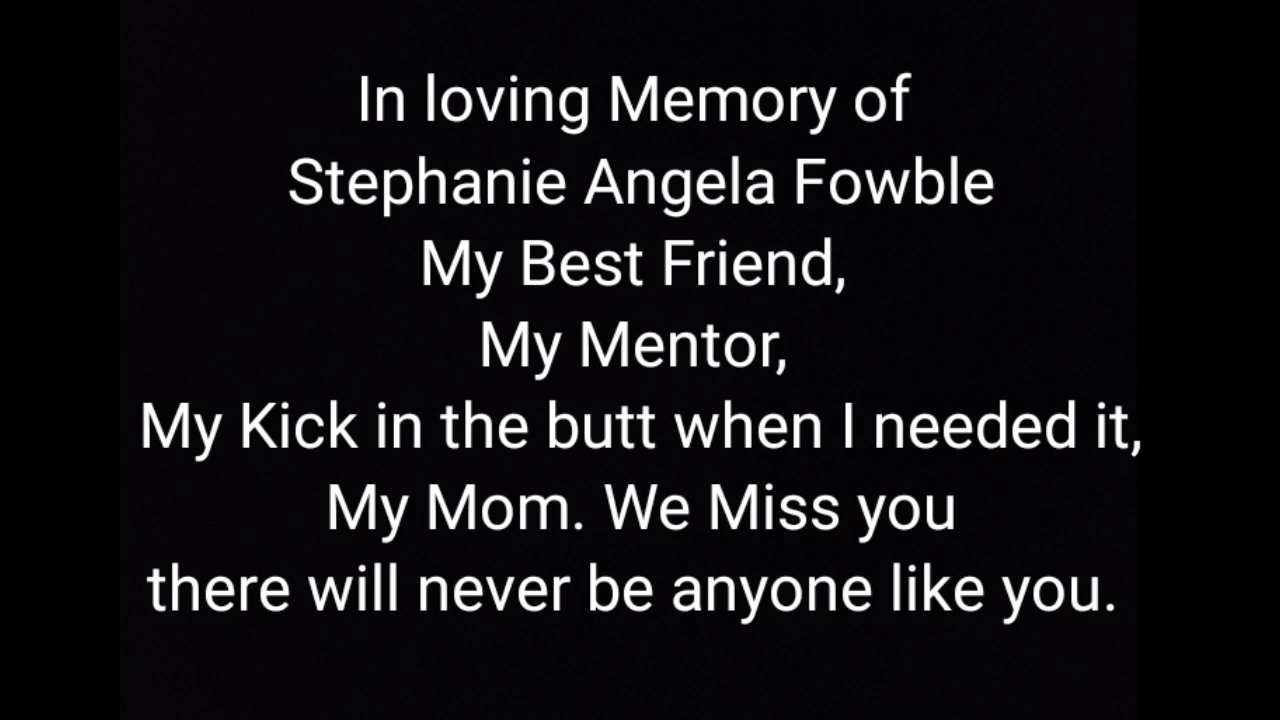 In loving Memory of
Stephanie Angela Fowble
My Best Friend,
My Mentor,
My Kick in the butt when I needed it,
My Mom. We Miss you
there will never be anyone like you.